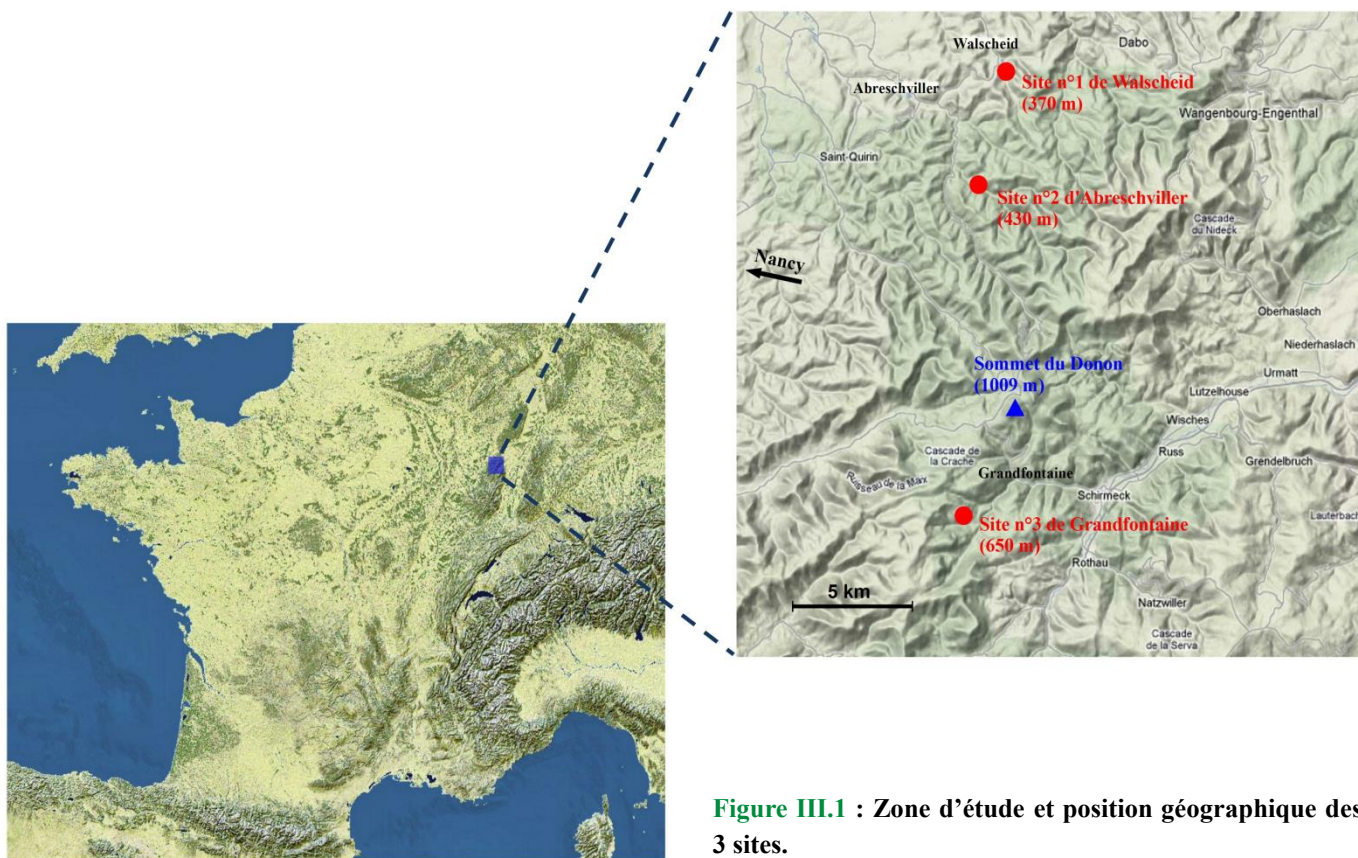 Walscheid
Dabo
Site n°1 de Walscheid
(370 m)
Abreschviller
Wangenbourg-Engenthal
Saint-Quirin
Site n°2 d'Abreschviller
(430 m)
Cascade
du Nideck
Nancy
Oberhaslach
Niederhaslach
Sommet du Donon
(1009 m)
Urmatt
Lutzelhouse
Wisches
Cascade de
la Crache
Russ
Grendelbruch
Grandfontaine
Ruisseau de la Max
Schirmeck
Site n°3 de Grandfontaine
(650 m)
Lauterbach
Rothau
5 km
Natzwiller
Cascade
de la Serva
Figure III.1 : Zone d’étude et position géographique des
3 sites.